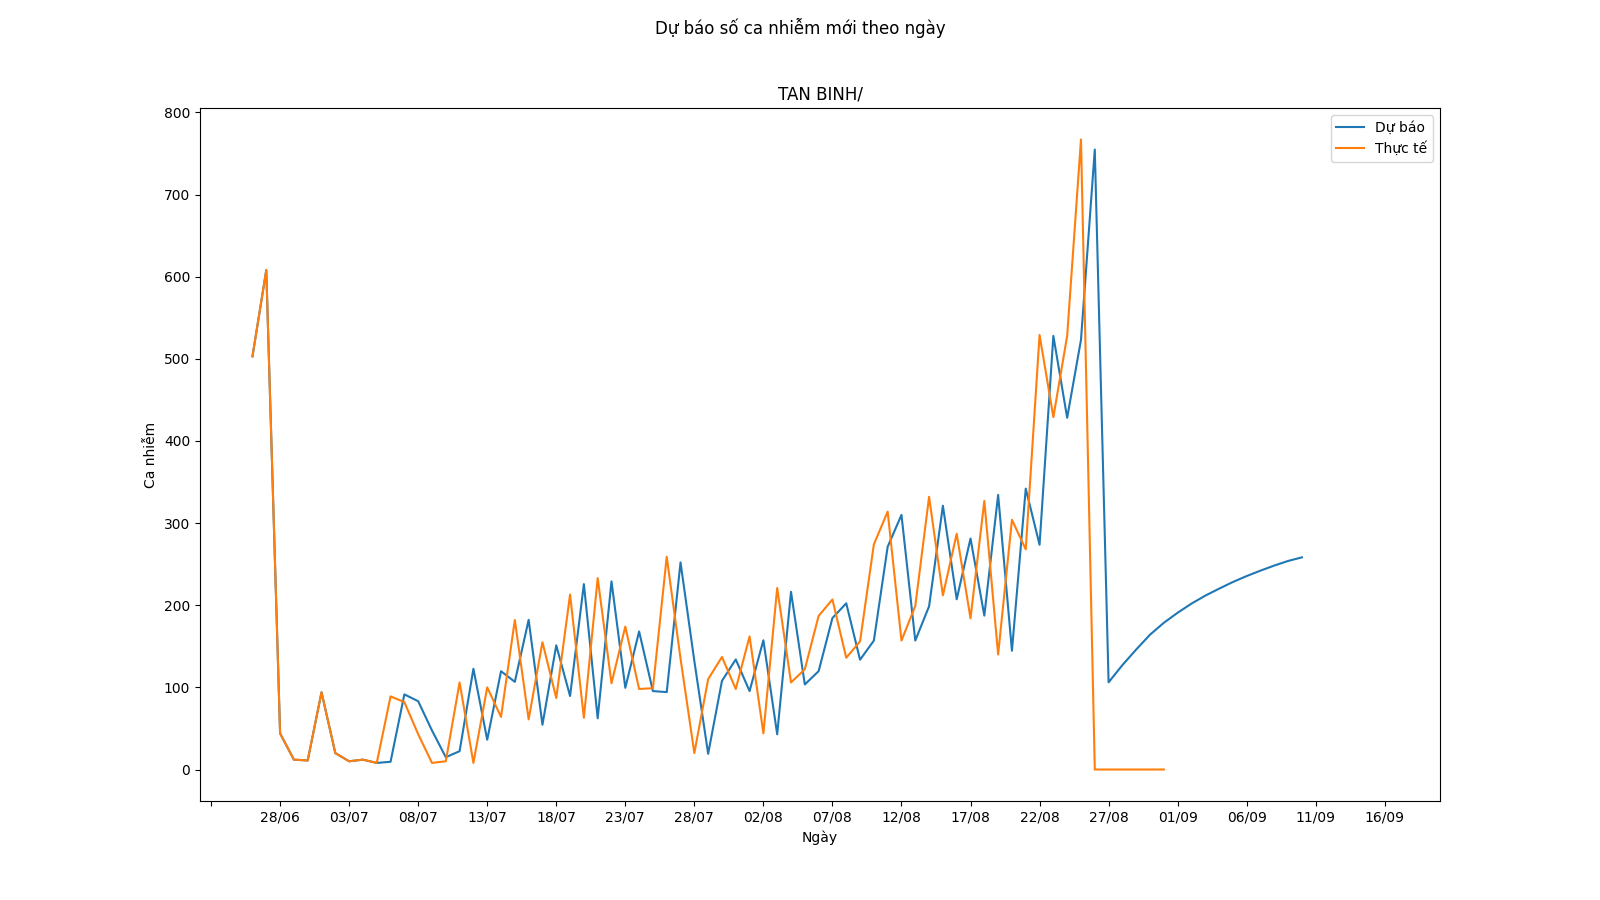 Dự báo số ca nhiễm mới theo ngày
TAN BINH/
Dự báo
Thực tế
800
700
600
500
400
300
200
100
0
Ca nhiễm
28/06 03/07 08/07 13/07 18/07 23/07 28/07 02/08 07/08 12/08 17/08 22/08 27/08 01/09 06/09 11/09 16/09
Ngày